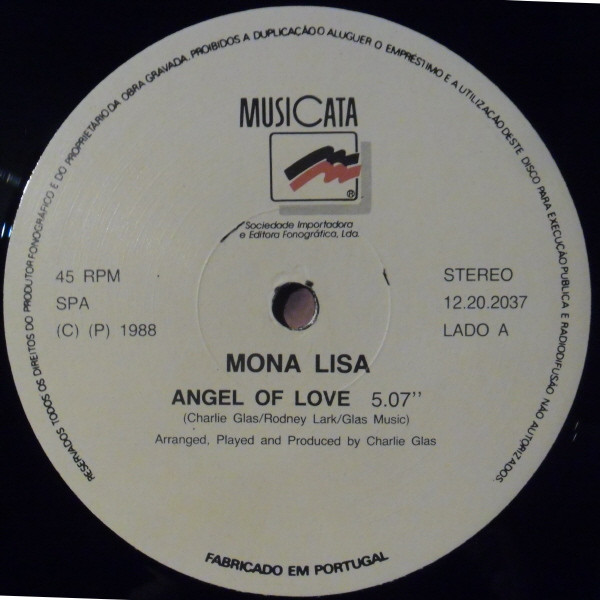 RESERVADOS TODOS OS DIREITOS DO PRODUTOR FONOGRÁFICO E DO PROPRIETÁRIO DA OBRA GRAVADA. PROIBIDOS A DUPLICAÇÃO O ALUGUER O EMPRÉSTIMO E A UTILIZAÇÃO DESTE DISCO PARA EXECUÇÃO PUBLICA E RADIODIFUSÃO NÃO AUTORIZADOS.
MUSICATA
®
Sociedade Importadora
e Editora Fonográfica, Lda.
45 RPM
SPA
(C) (P) 1988
STEREO
12.20.2037
LADO A
MONA LISA
ANGEL OF LOVE 5.07''
(Charlie Glas/Rodney Lark/Glas Music)
Arranged, Played and Produced by Charlie Glas
FABRICADO EM PORTUGAL